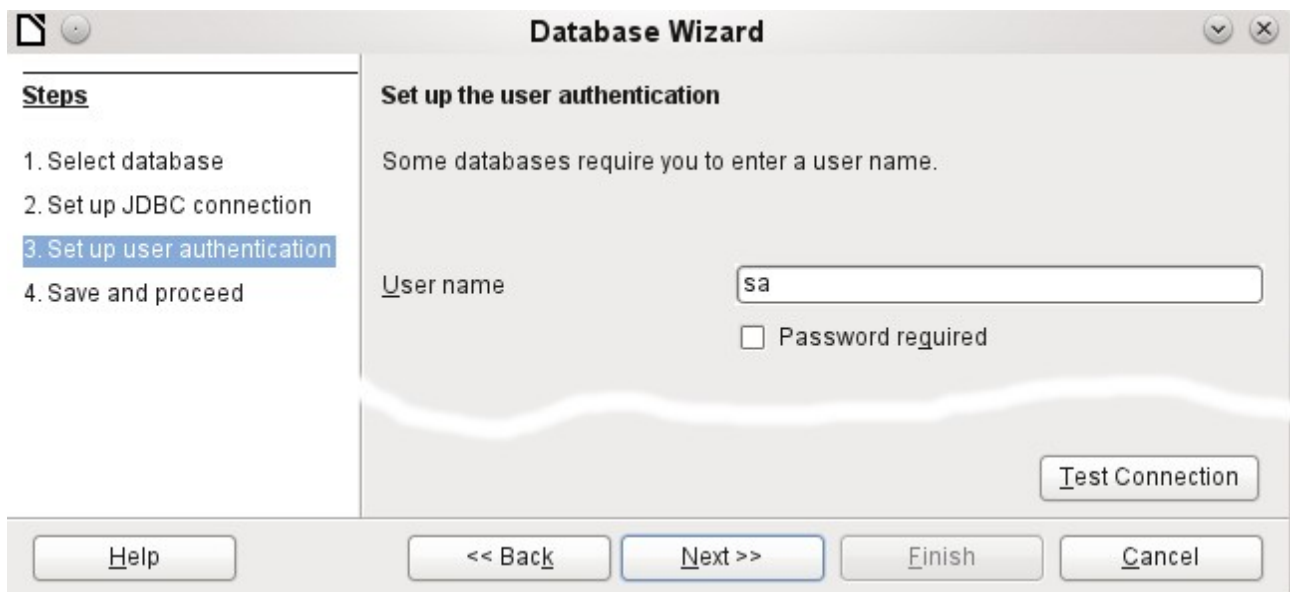 Database Wizard
Steps
1. Select database
2. Set up JDBC connection
3. Set up user authentication
4. Save and proceed
Set up the user authentication
Some databases require you to enter a user name.
User name
sa
Password required
Test Connection
Help
<< Back
Next >>
Finish
Cancel